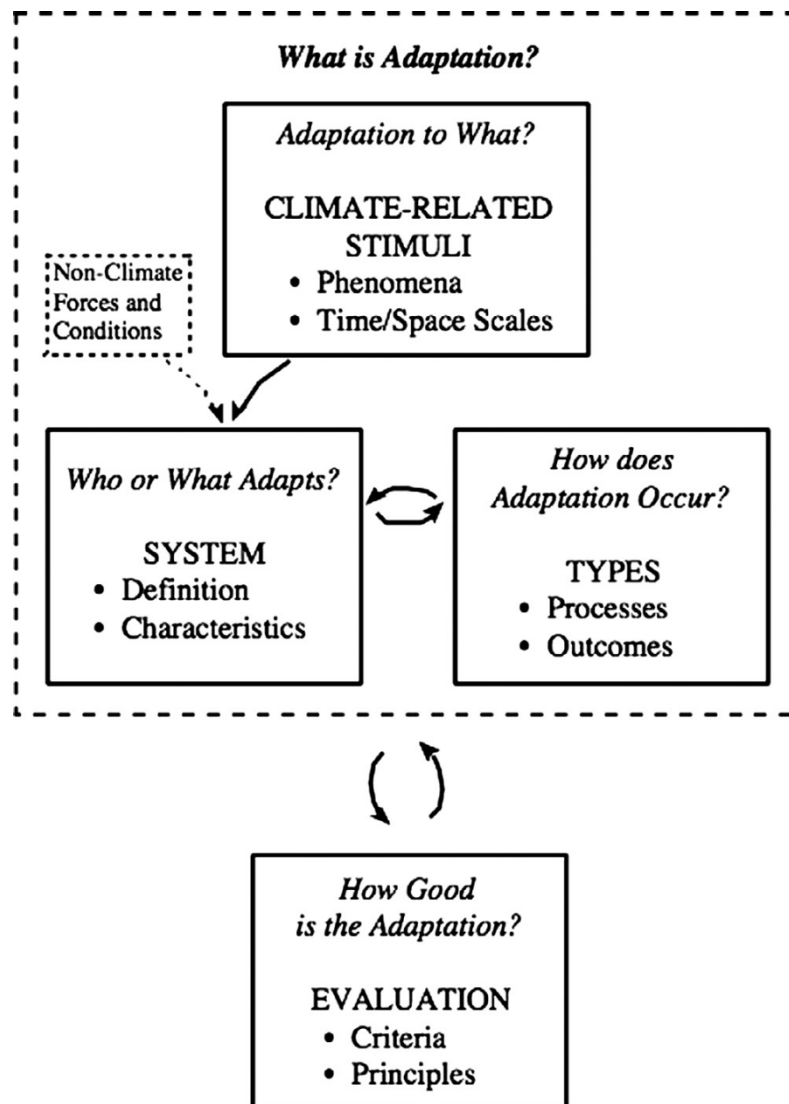 What is Adaptation?
Adaptation to What?
CLIMATE-RELATED
STIMULI
• Phenomena
• Time/Space Scales
Non-Climate
Forces and
Conditions
Who or What Adapts?
SYSTEM
• Definition
• Characteristics
How does
Adaptation Occur?
TYPES
• Processes
• Outcomes
How Good
is the Adaptation?
EVALUATION
• Criteria
• Principles